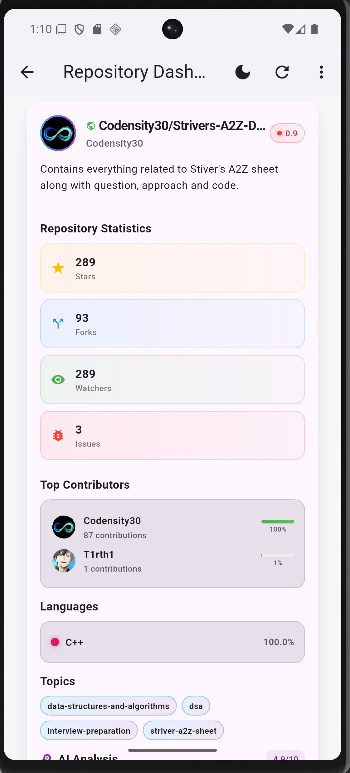 1:10
Repository Dash...
Codensity30/Strivers-A2Z-D...
0.9
Codensity30
Contains everything related to Stiver's A2Z sheet
along with question, approach and code.
Repository Statistics
289
Stars
93
Forks
289
Watchers
3
Issues
Top Contributors
Codensity30
87 contributions
100%
T1rth1
1 contributions
1%
Languages
C++
100.0%
Topics
data-structures-and-algorithms
dsa
interview-preparation
striver-a2z-sheet
AI Analysis
4.9/10